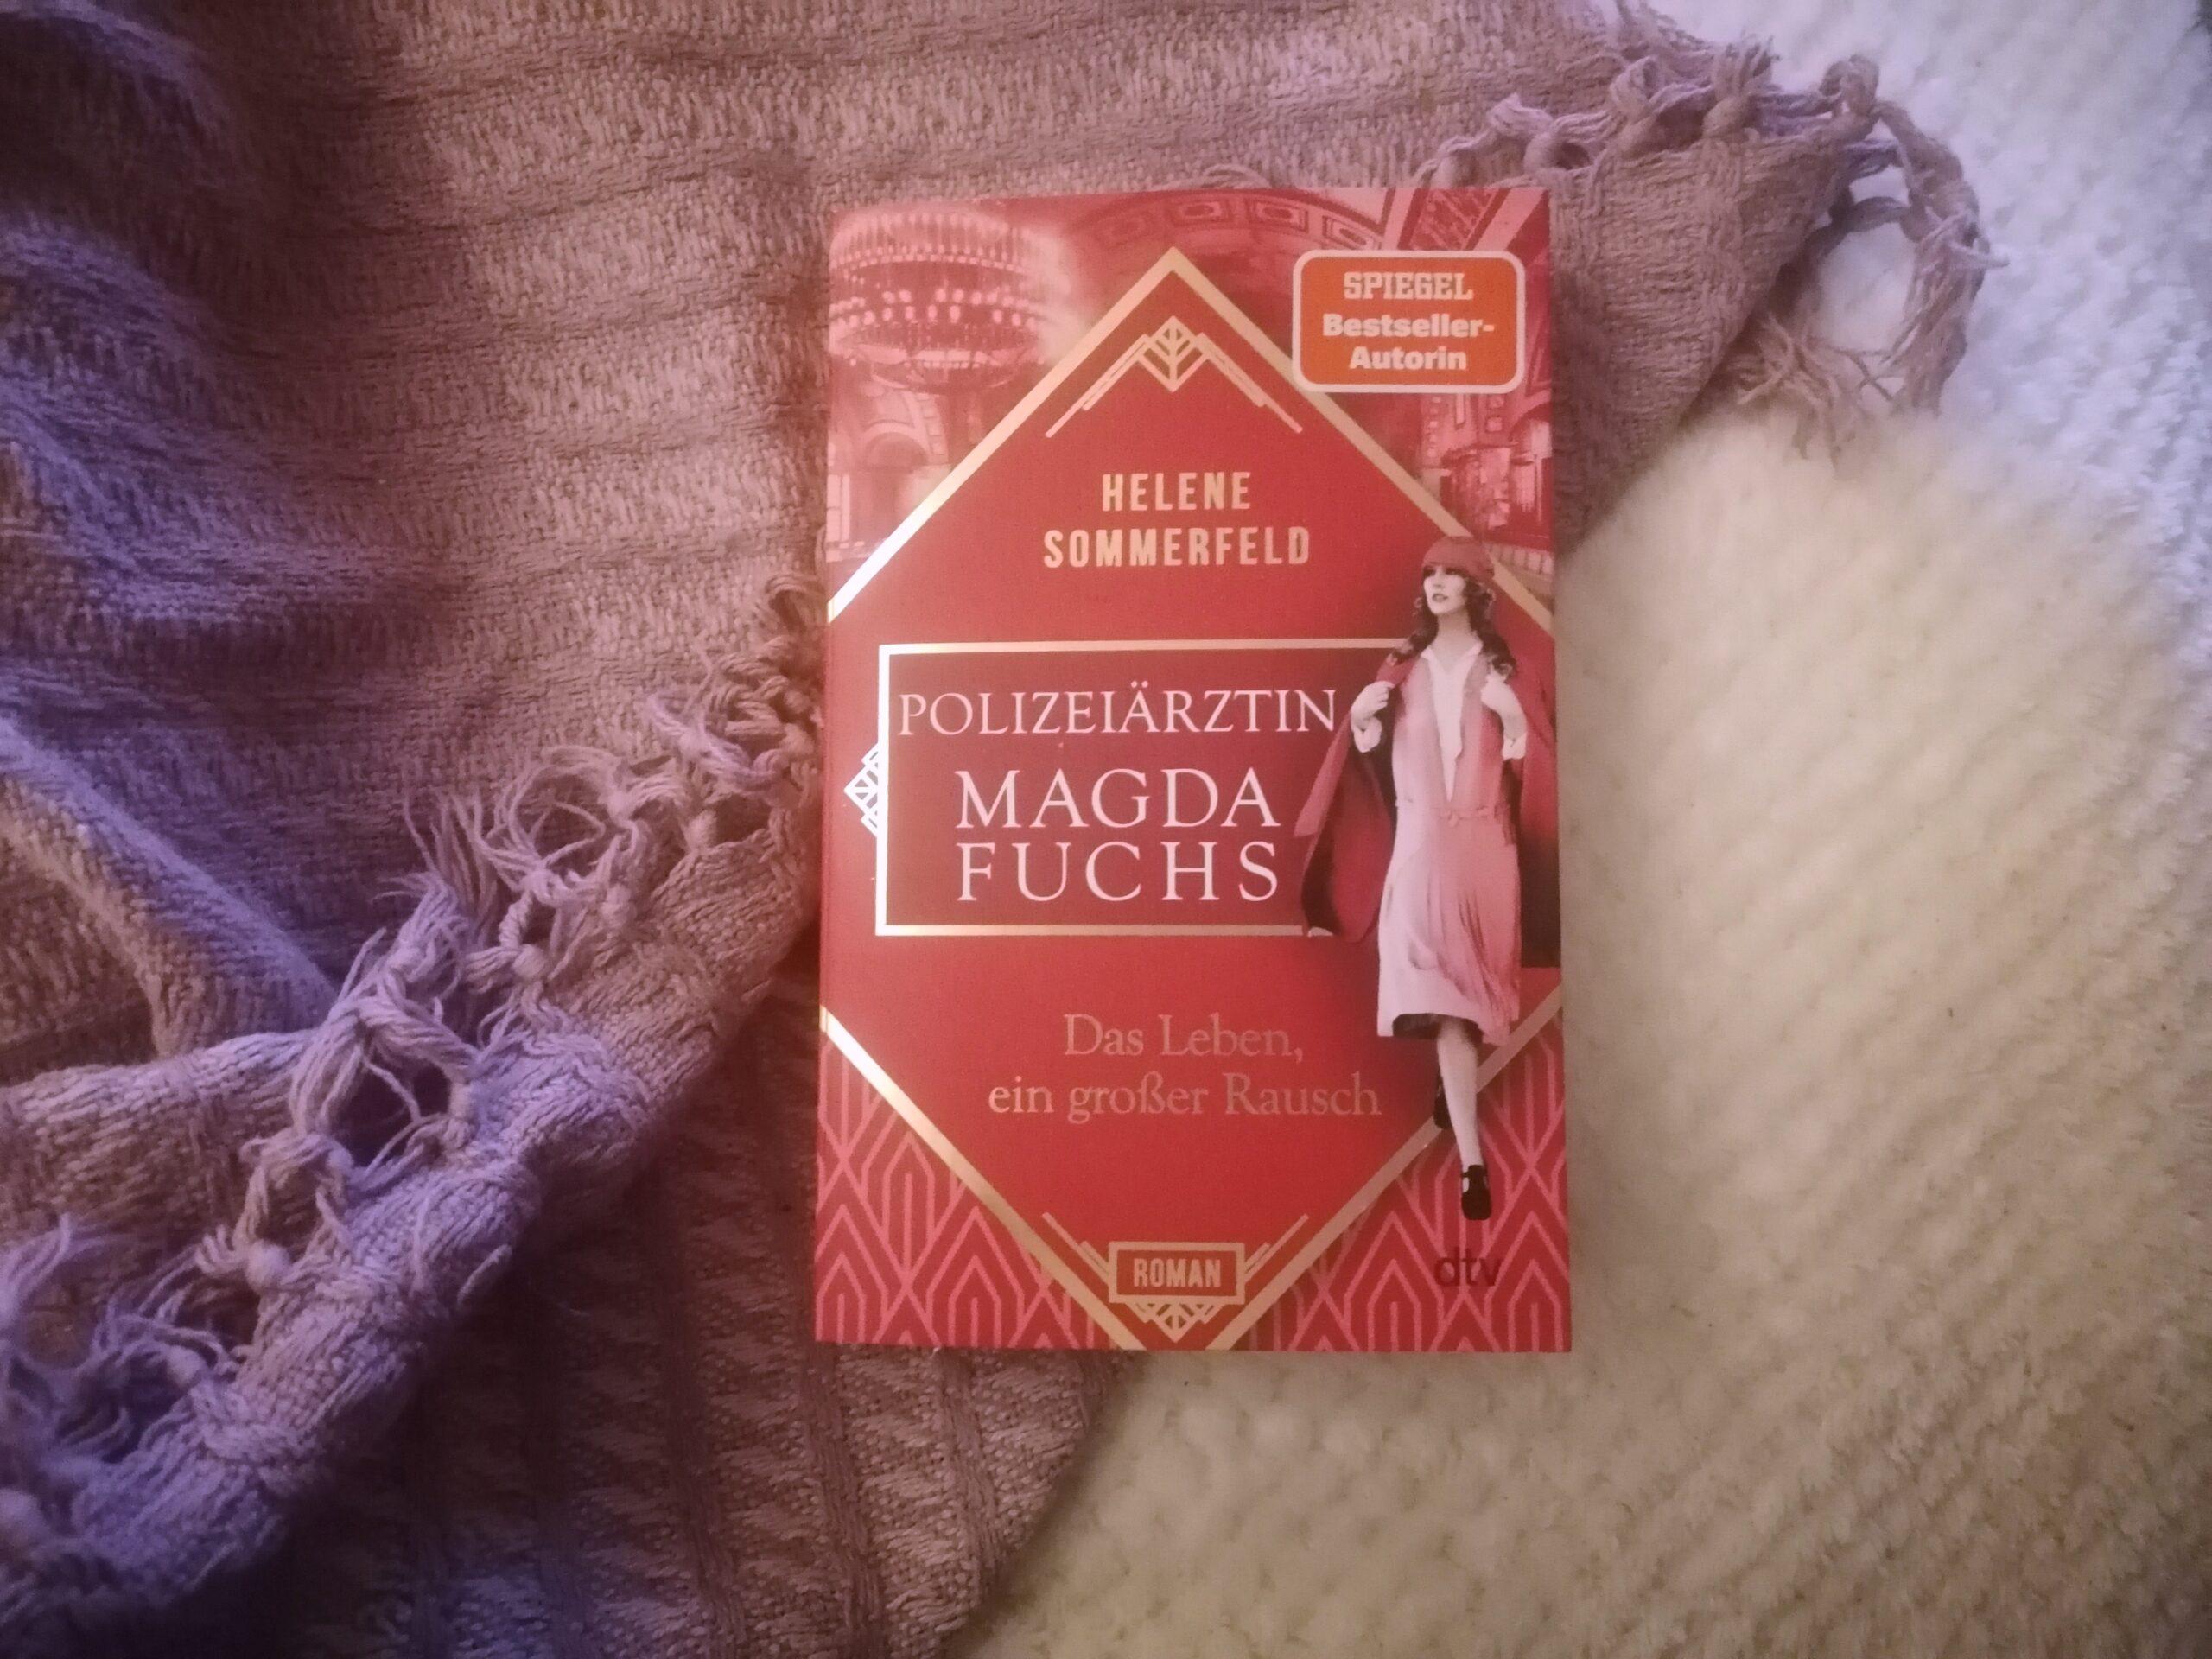 SPIEGEL
Bestseller-
Autorin
HELENE
SOMMERFELD
POLIZEIÄRZTIN
MAGDA
FUCHS
Das Leben,
ein großer Rausch
ROMAN
dtv